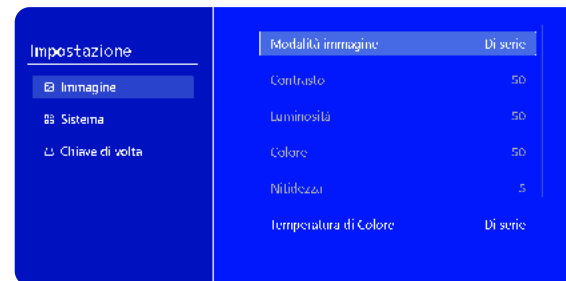 Impostazione
Immagine
Sistema
Chiave di volta
Modalità immagine Di serie
Contrasto 50
Luminosità 50
Colore 50
Nitidezza 5
Temperatura di Colore Di serie